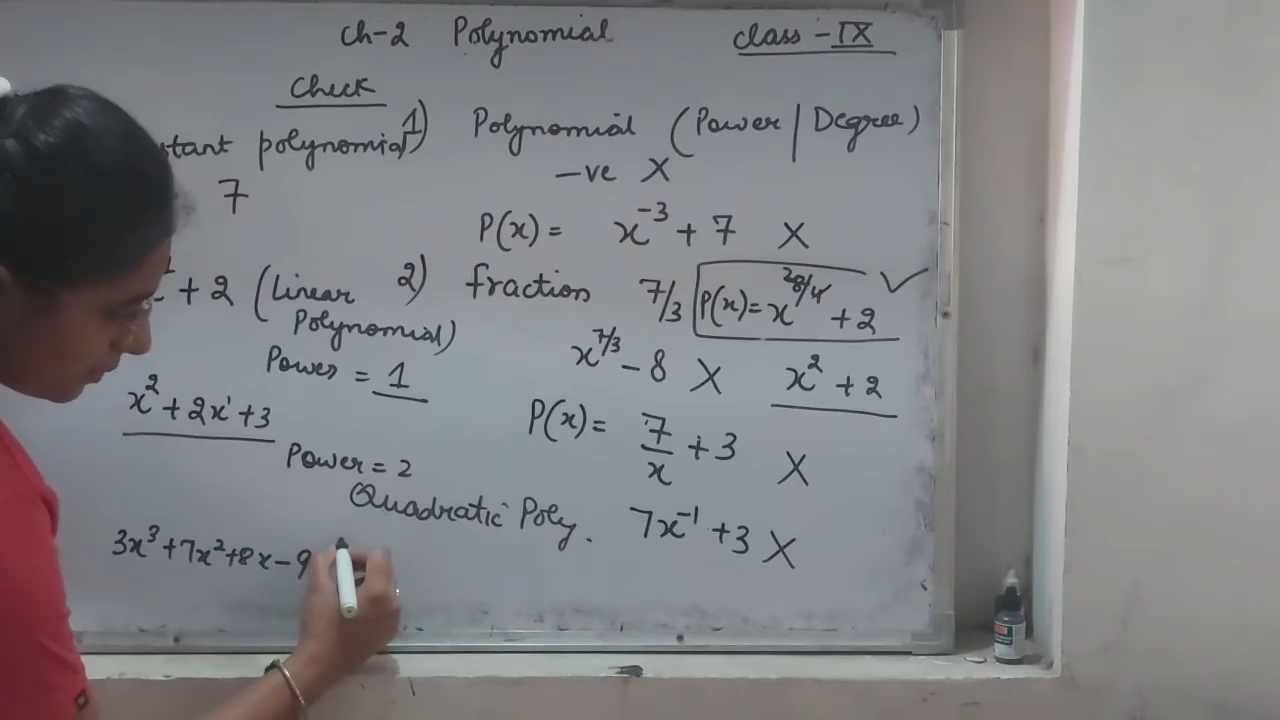 Ch-2 Polynomial class - IX
Check
1) Polynomial (Power | Degree)
polynomial
-ve X
7
P(x) = x⁻³ + 7 X
+ 2 (Linear Polynomial)
2) fraction 7/3
P(x) = x^8/4 + 2 ✓
x^7/3 - 8 X
x² + 2
Power = 1
x² + 2x¹ + 3
P(x) = 7/x + 3 X
Power = 2
Quadratic Poly.
7x⁻¹ + 3 X
3x³ + 7x² + 8x - 9